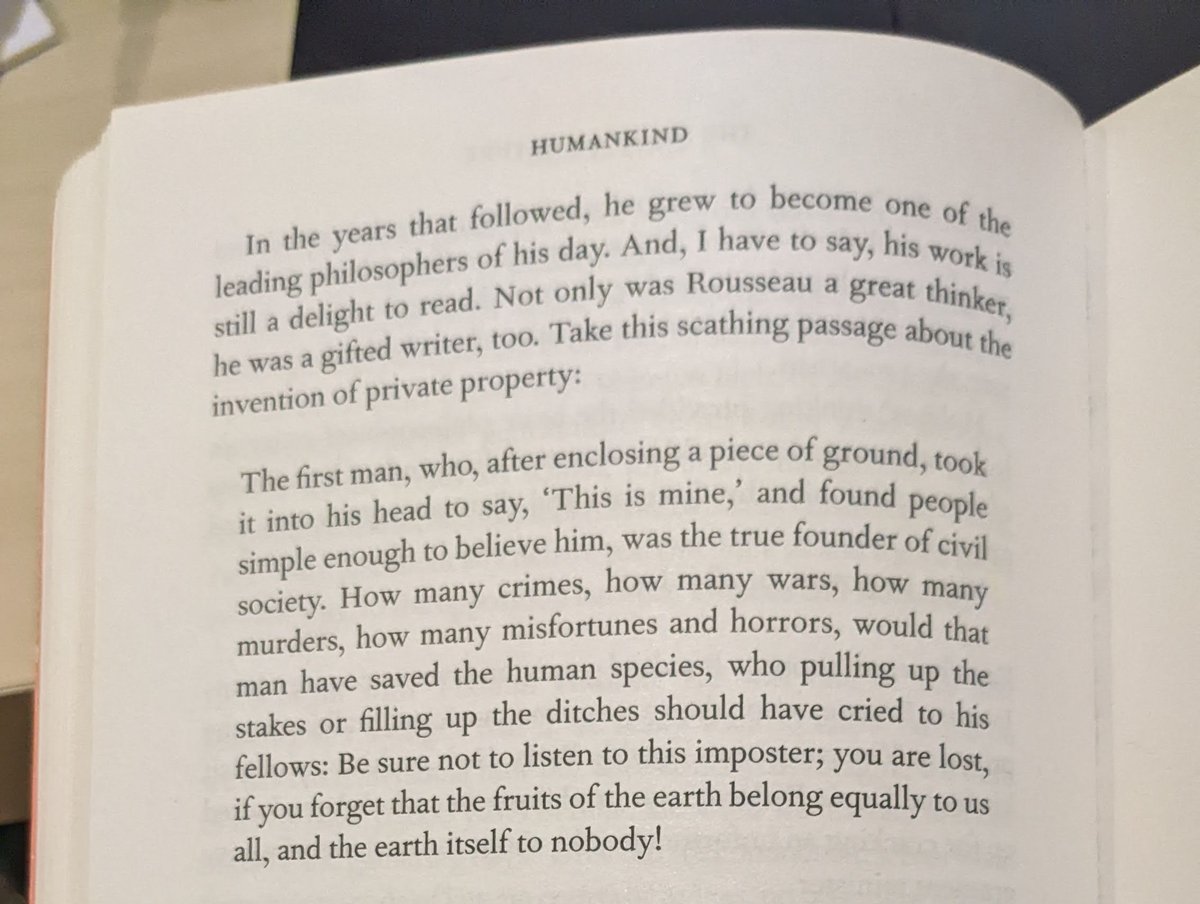 HUMANKIND
In the years that followed, he grew to become one of the
leading philosophers of his day. And, I have to say, his work is
still a delight to read. Not only was Rousseau a great thinker,
he was a gifted writer, too. Take this scathing passage about the
invention of private property:
The first man, who, after enclosing a piece of ground, took
it into his head to say, ‘This is mine,’ and found people
simple enough to believe him, was the true founder of civil
society. How many crimes, how many wars, how many
murders, how many misfortunes and horrors, would that
man have saved the human species, who pulling up the
stakes or filling up the ditches should have cried to his
fellows: Be sure not to listen to this imposter; you are lost,
if you forget that the fruits of the earth belong equally to us
all, and the earth itself to nobody!